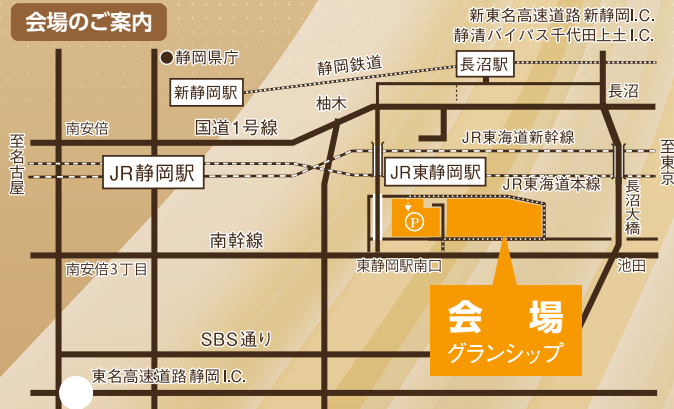 会場のご案内
新東名高速道路 新静岡I.C.
静清バイパス千代田上土I.C.
●静岡県庁
静岡鉄道
長沼駅
新静岡駅
柚木
長沼
南安倍
国道1号線
JR東海道新幹線
至名古屋
JR静岡駅
JR東静岡駅
至東京
JR東海道本線
長沼大橋
P
南幹線
南安倍3丁目
東静岡駅南口
池田
会場
グランシップ
SBS通り
東名高速道路 静岡I.C.